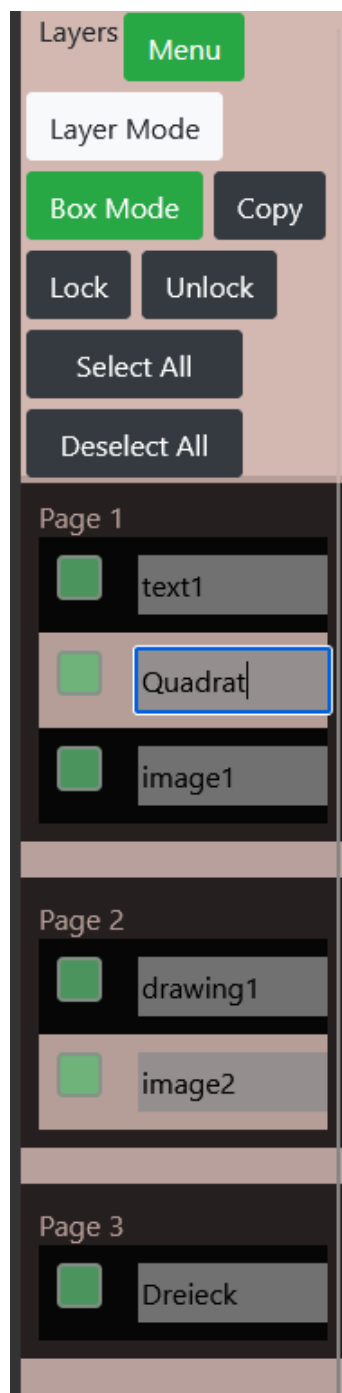 Layers Menu
Layer Mode
Box Mode Copy
Lock Unlock
Select All
Deselect All
Page 1
text1
Quadrat
image1
Page 2
drawing1
image2
Page 3
Dreieck